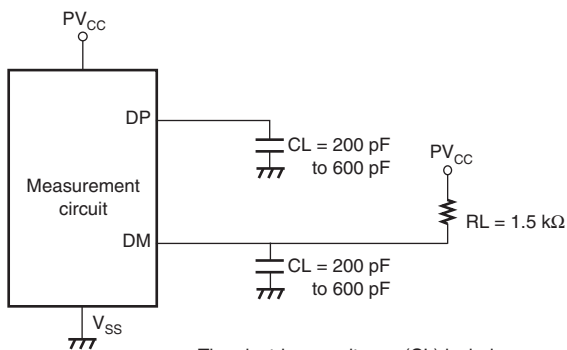 PVCC
DP
CL = 200 pF
to 600 pF
PVCC
Measurement
circuit
RL = 1.5 kΩ
DM
CL = 200 pF
to 600 pF
VSS